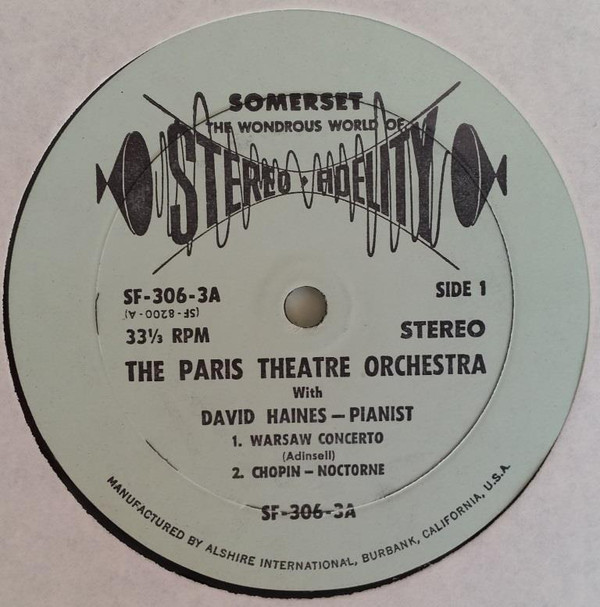 SOMERSET
THE WONDROUS WORLD OF
STEREO • FIDELITY
SF-306-3A
(SF-8200-A)
SIDE 1
33⅓ RPM
STEREO
THE PARIS THEATRE ORCHESTRA
With
DAVID HAINES — PIANIST
1. WARSAW CONCERTO
(Adinsell)
2. CHOPIN — NOCTORNE
SF-306-3A
MANUFACTURED BY ALSHIRE INTERNATIONAL, BURBANK, CALIFORNIA, U.S.A.